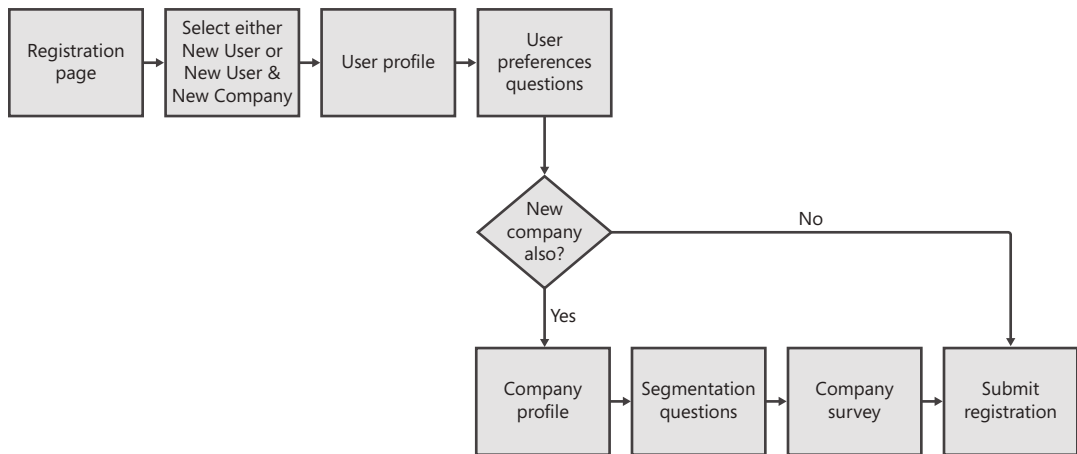 Registration
page
Select either
New User or
New User &
New Company
User profile
User
preferences
questions
New
company
also?
No
Yes
Company
profile
Segmentation
questions
Company
survey
Submit
registration